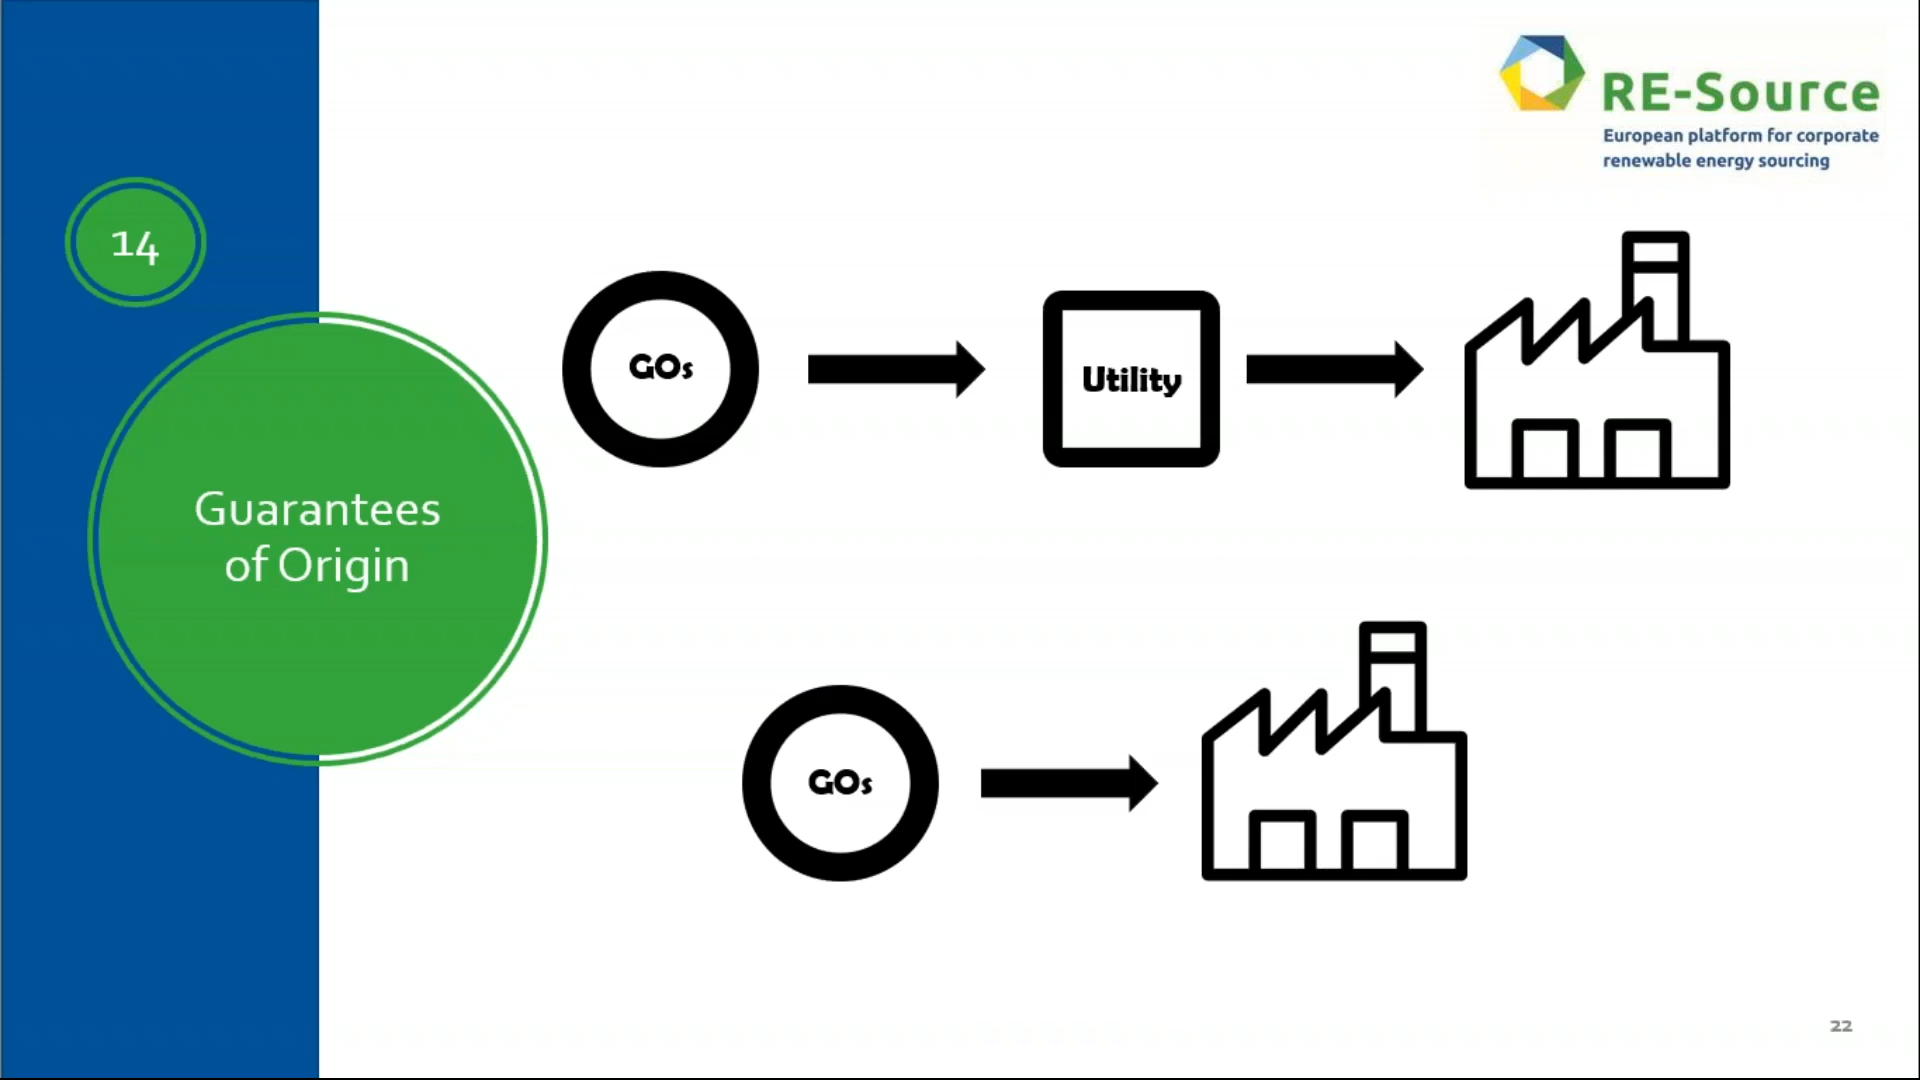 RE-Source
European platform for corporate
renewable energy sourcing
14
Guarantees
of Origin
GOs
Utility
GOs
22